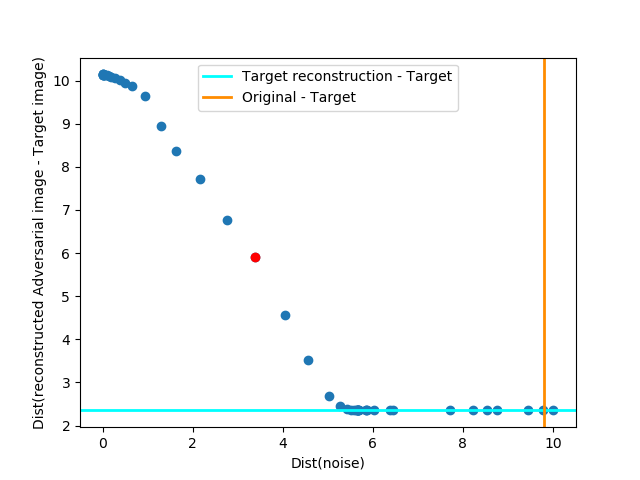 Target reconstruction - Target
Original - Target
Dist(reconstructed Adversarial image - Target image)
10
9
8
7
6
5
4
3
2
0 2 4 6 8 10
Dist(noise)